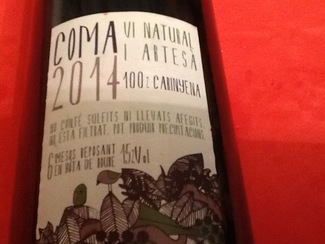 COMA
2014
VI NATURAL
I ARTESÀ
100% CARINYENA
NO CONTÉ SULFITS NI LLEVATS AFEGITS
NO ESTÀ FILTRAT, POT PRODUIR PRECIPITACIONS
6 MESOS REPOSANT
EN BÓTA DE ROURE
15%Vol